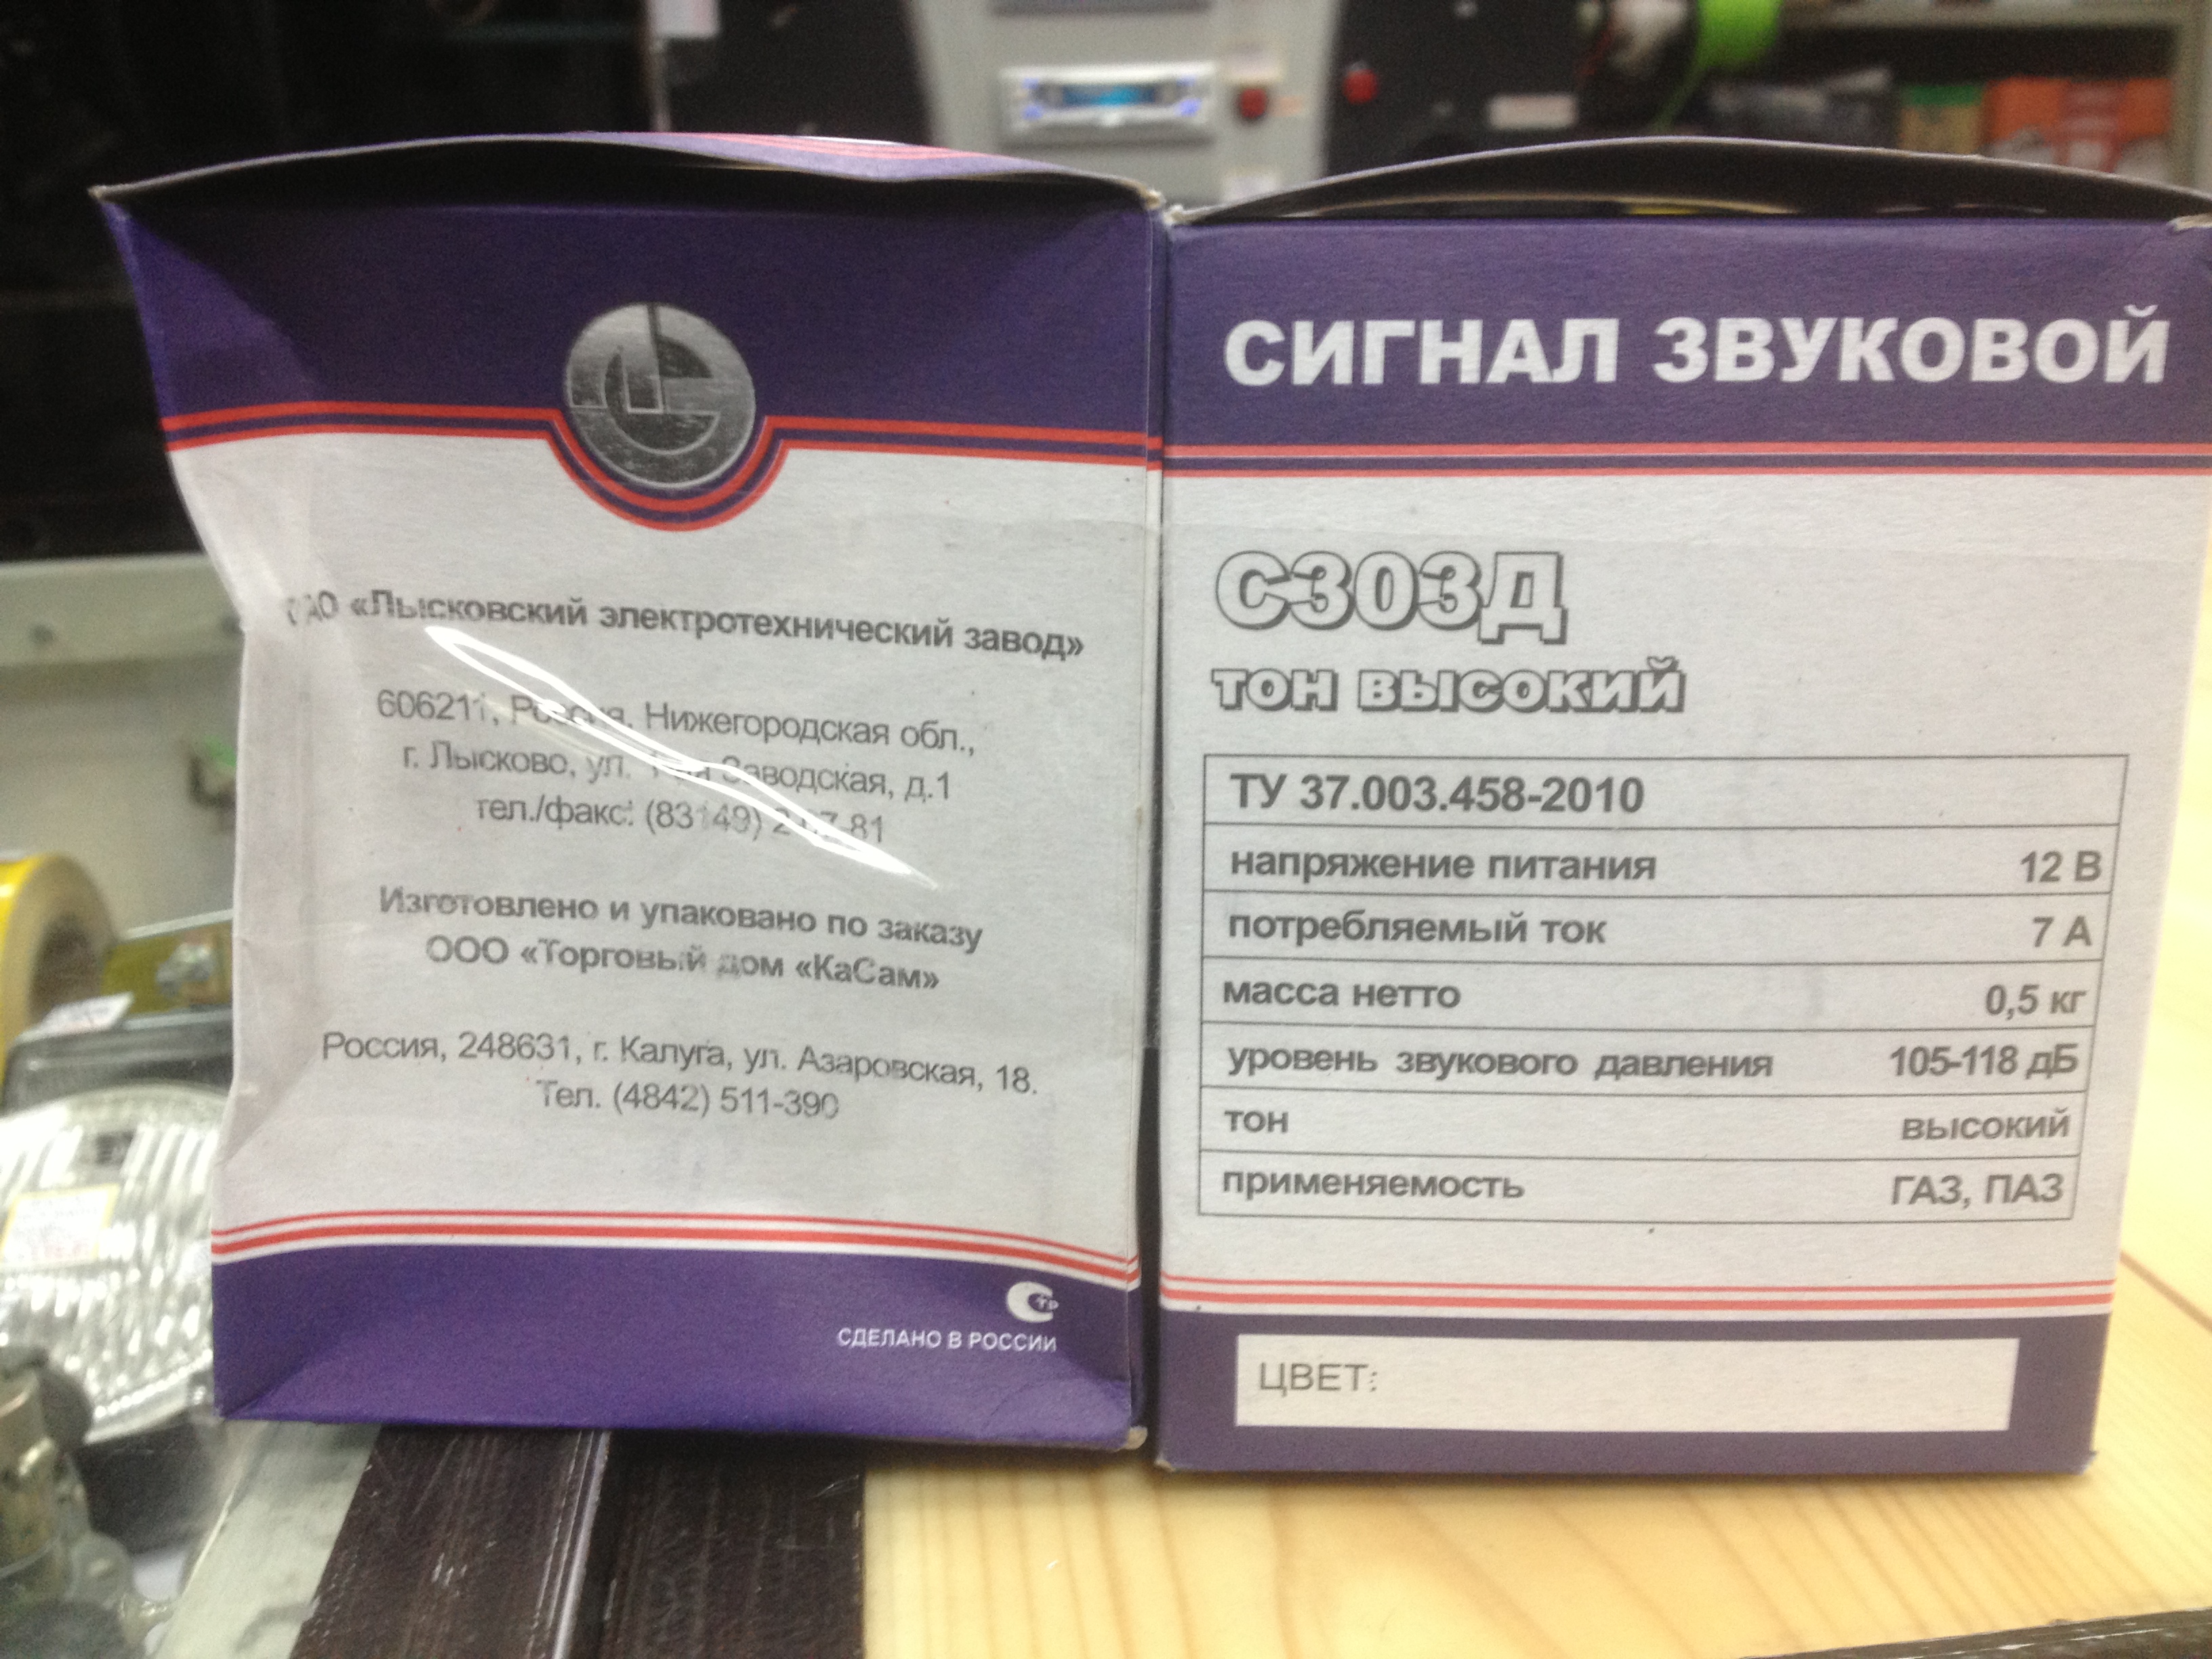 «Лысковский электротехнический завод»
606211, Россия, Нижегородская обл.,
г. Лысково, ул. Заводская, д.1
тел./факс: (83149)
Изготовлено и упаковано по заказу
ООО «Торговый дом «КаСам»
Россия, 248631, г. Калуга, ул. Азаровская, 18.
Тел. (4842) 511-390
СДЕЛАНО В РОССИИ
СИГНАЛ ЗВУКОВОЙ
С303Д
ТОН ВЫСОКИЙ
ТУ 37.003.458-2010
напряжение питания 12 В
потребляемый ток 7 А
масса нетто 0,5 кг
уровень звукового давления 105-118 дБ
тон высокий
применяемость ГАЗ, ПАЗ
ЦВЕТ: